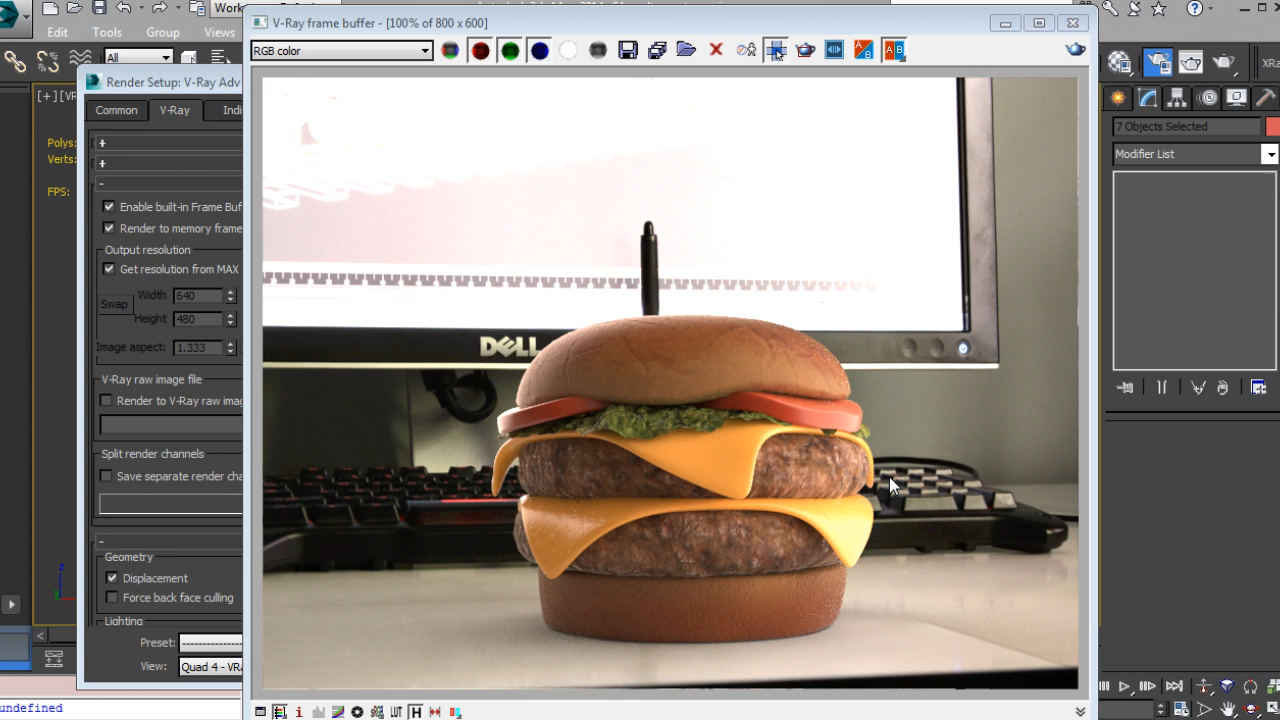 V-Ray frame buffer - [100% of 800 x 600]
Edit
Tools
Group
Views
RGB color
All
Render Setup: V-Ray Adv
[+][VR
XRa
Common
V-Ray
Indi
7 Objects Selected
Polys:
Verts:
Modifier List
FPS:
Enable built-in Frame Buf
Render to memory frame
Output resolution
Get resolution from MAX
Width
640
Swap
Height
480
Image aspect:
1.333
DELL
V-Ray raw image file
Render to V-Ray raw imag
Split render channels
Save separate render cha
Geometry
Displacement
Force back face culling
Lighting
Preset:
View:
Quad 4 - VRa
undefined
LUT
H
z